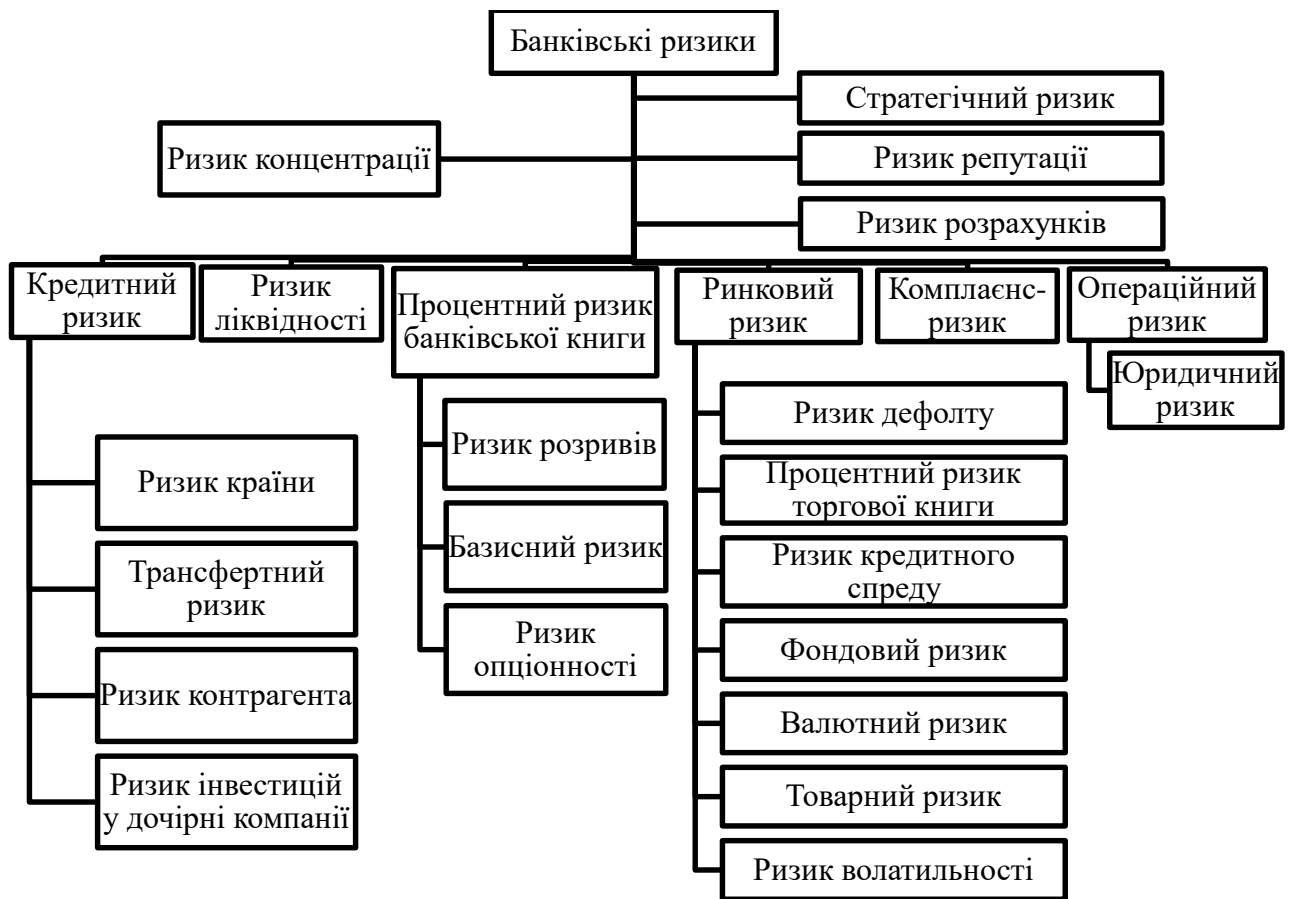 Банківські ризики
Стратегічний ризик
Ризик концентрації
Ризик репутації
Ризик розрахунків
Кредитний
ризик
Ризик
ліквідності
Процентний ризик
банківської книги
Ринковий
ризик
Комплаєнс-
ризик
Операційний
ризик
Юридичний
ризик
Ризик країни
Трансфертний
ризик
Ризик контрагента
Ризик інвестицій
у дочірні компанії
Ризик розривів
Базисний ризик
Ризик
опціонності
Ризик дефолту
Процентний ризик
торгової книги
Ризик кредитного
спреду
Фондовий ризик
Валютний ризик
Товарний ризик
Ризик волатильності